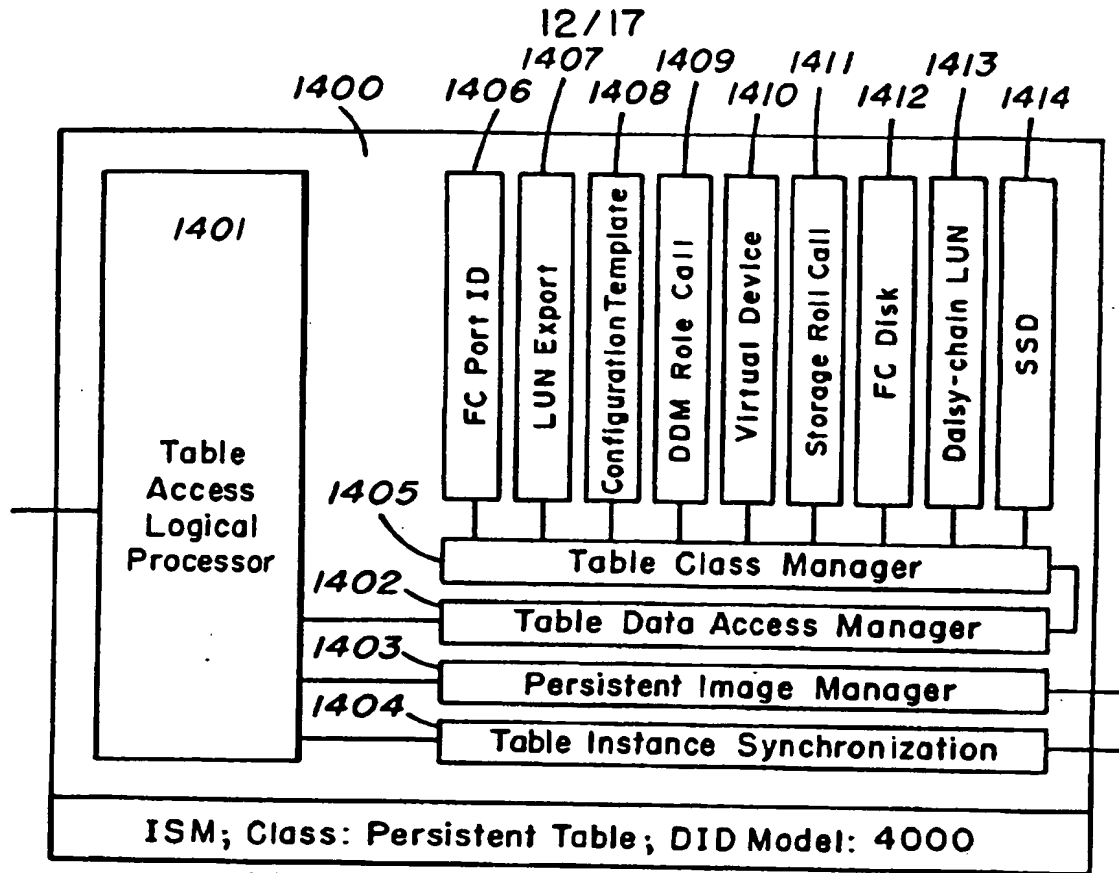 12/17
1400
1406
1407
1408
1409
1410
1411
1412
1413
1414
1401
Table
Access
Logical
Processor
FC Port ID
LUN Export
Configuration Template
DDM Role Call
Virtual Device
Storage Roll Call
FC Disk
Daisy-chain LUN
SSD
1405
Table Class Manager
1402
Table Data Access Manager
1403
Persistent Image Manager
1404
Table Instance Synchronization
ISM; Class: Persistent Table; DID Model: 4000